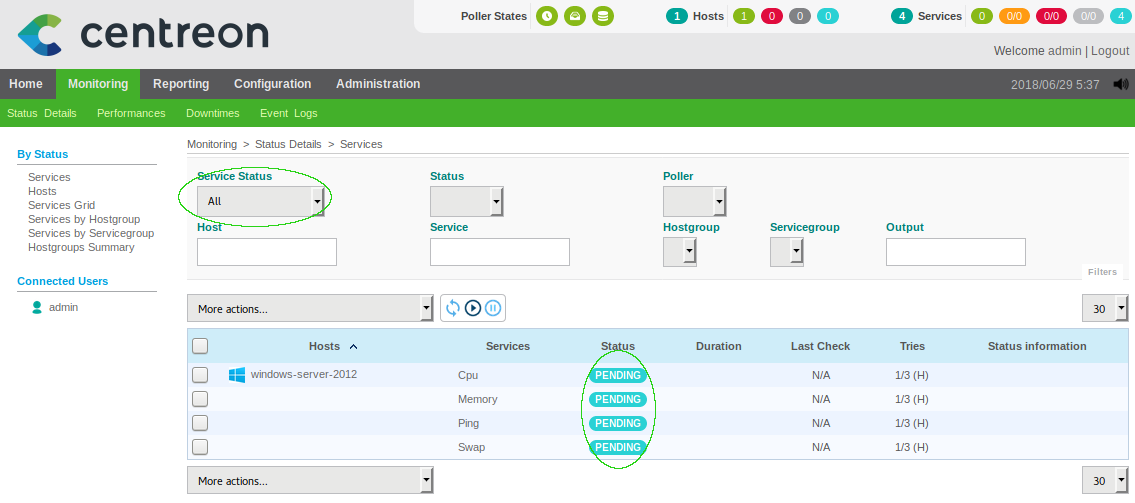 centreon
Poller States
1 Hosts 1 0 0 0
4 Services 0 0/0 0/0 0/0 4
Welcome admin | Logout
Home Monitoring Reporting Configuration Administration
2018/06/29 5:37
Status Details Performances Downtimes Event Logs
By Status
Services
Hosts
Services Grid
Services by Hostgroup
Services by Servicegroup
Hostgroups Summary
Connected Users
admin
Monitoring > Status Details > Services
Service Status Status Poller
All
Host Service Hostgroup Servicegroup Output
Filters
More actions... 30
Hosts Services Status Duration Last Check Tries Status information
windows-server-2012 Cpu PENDING N/A 1/3 (H)
Memory PENDING N/A 1/3 (H)
Ping PENDING N/A 1/3 (H)
Swap PENDING N/A 1/3 (H)
More actions... 30